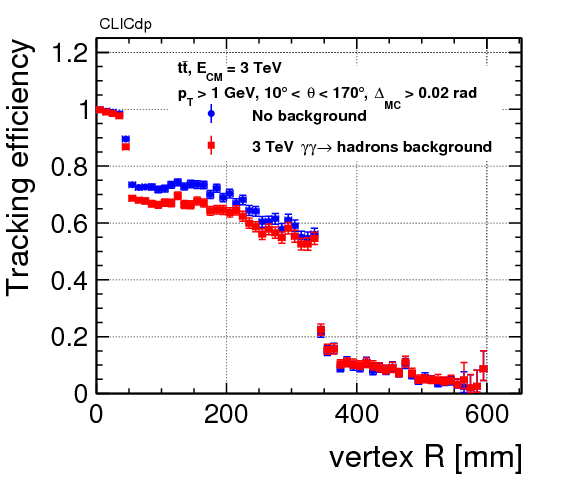 CLICdp
tt̄, E_CM = 3 TeV
p_T > 1 GeV, 10° < θ < 170°, Δ_MC > 0.02 rad
No background
3 TeV γγ→ hadrons background
Tracking efficiency
1.2
1
0.8
0.6
0.4
0.2
0
0 200 400 600
vertex R [mm]